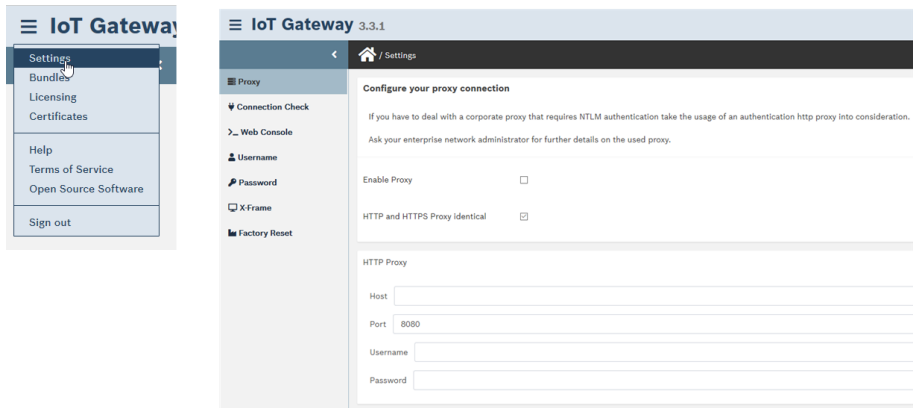 IoT Gateway
Settings
Bundles
Licensing
Certificates
Help
Terms of Service
Open Source Software
Sign out
IoT Gateway 3.3.1
/ Settings
Proxy
Connection Check
Web Console
Username
Password
X-Frame
Factory Reset
Configure your proxy connection
If you have to deal with a corporate proxy that requires NTLM authentication take the usage of an authentication http proxy into consideration.
Ask your enterprise network administrator for further details on the used proxy.
Enable Proxy
HTTP and HTTPS Proxy identical
HTTP Proxy
Host
Port 8080
Username
Password